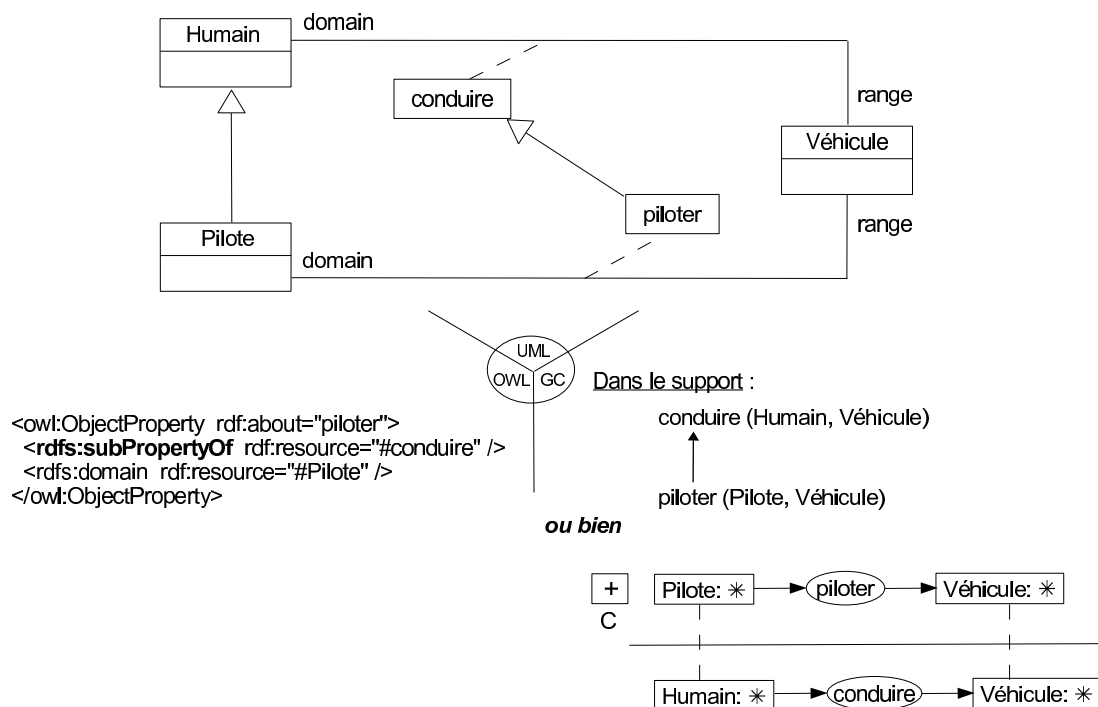 Humain
domain
conduire
range
Véhicule
piloter
range
Pilote
domain
UML
OWL GC
Dans le support :
<owl:ObjectProperty rdf:about="piloter">
<rdfs:subPropertyOf rdf:resource="#conduire" />
<rdfs:domain rdf:resource="#Pilote" />
</owl:ObjectProperty>
conduire (Humain, Véhicule)
piloter (Pilote, Véhicule)
ou bien
+
C
Pilote: * piloter Véhicule: *
Humain: * conduire Véhicule: *